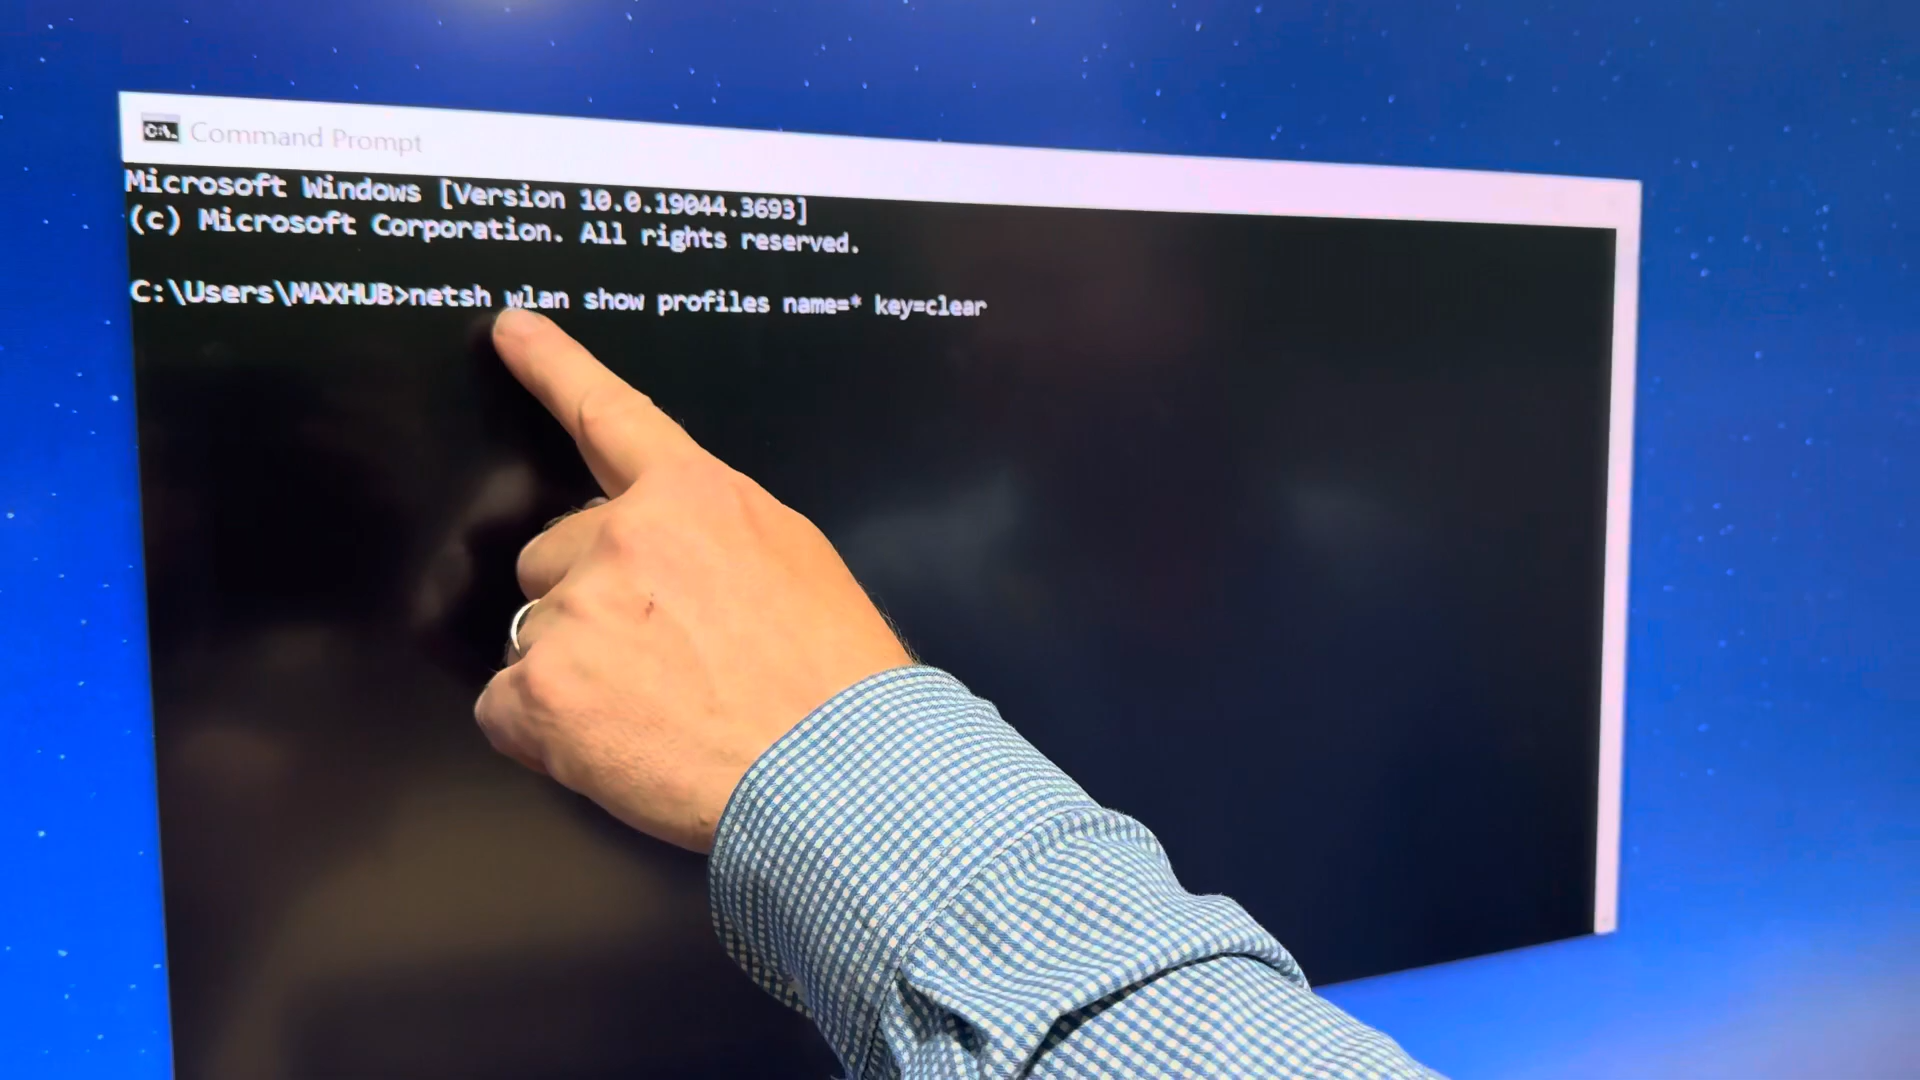 C:\.
Command Prompt
Microsoft Windows [Version 10.0.19044.3693]
(c) Microsoft Corporation. All rights reserved.
C:\Users\MAXHUB>netsh wlan show profiles name=* key=clear